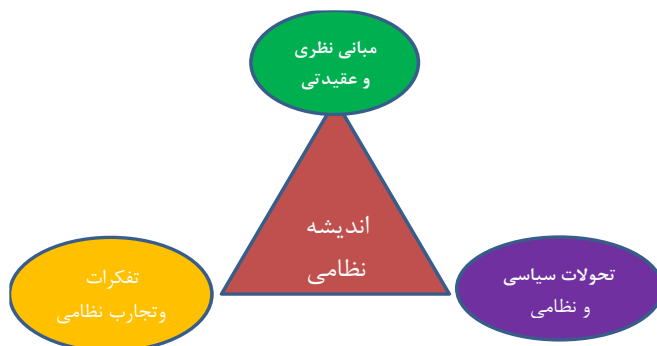 مبانی نظری
و عقیدتی
اندیشه
نظامی
تفکرات
وتجارب نظامی
تحولات سیاسی
و نظامی